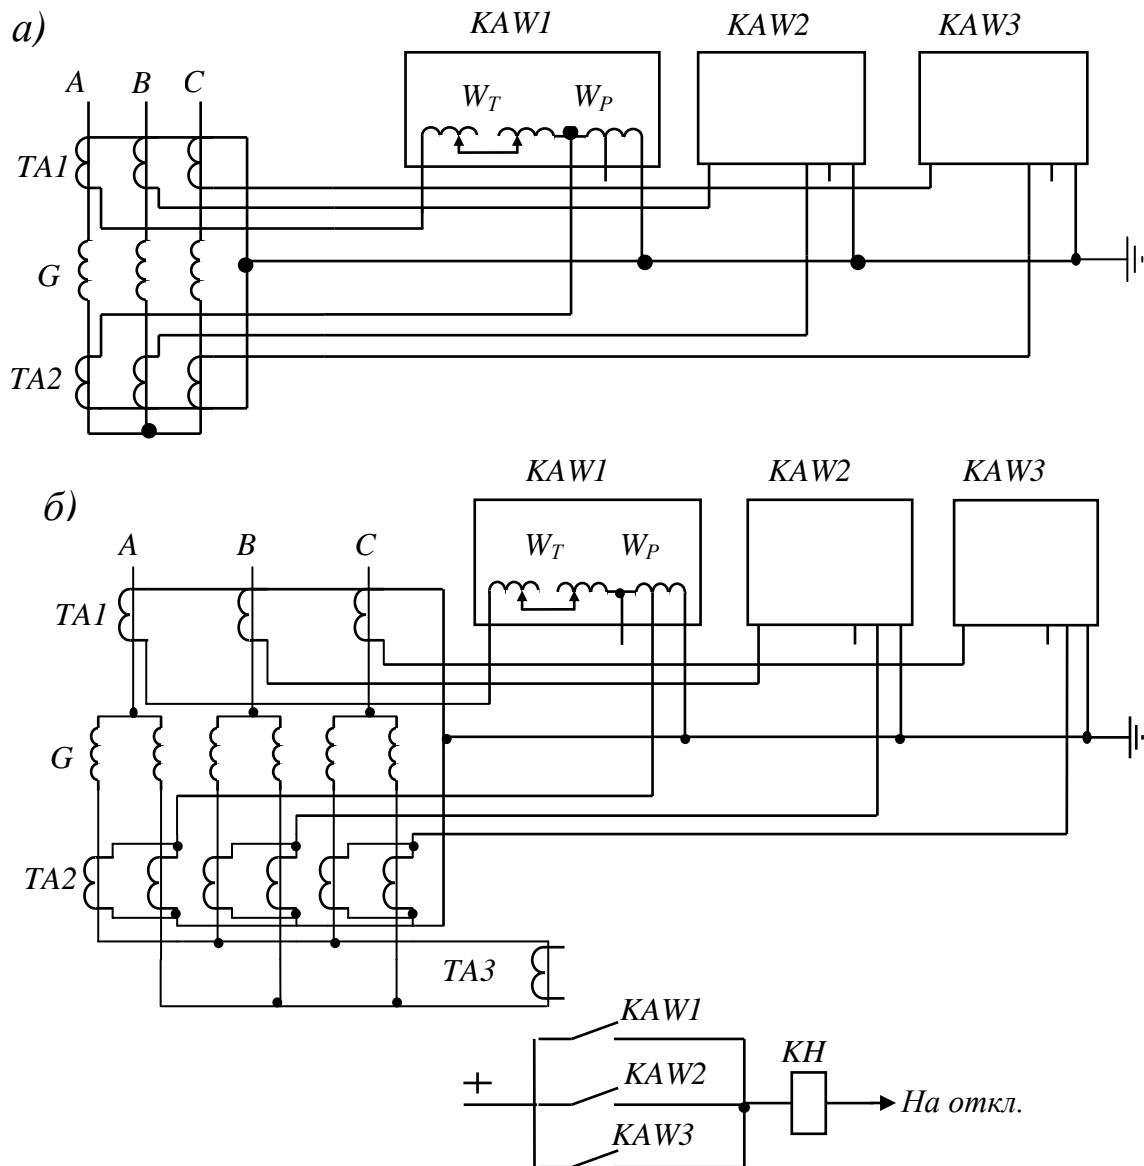 а)
KAW1 KAW2 KAW3
A B C
W_T W_P
TA1
G
TA2
KAW1 KAW2 KAW3
б)
A B C
W_T W_P
TA1
G
TA2
TA3
KAW1
KH
+
KAW2
На откл.
KAW3